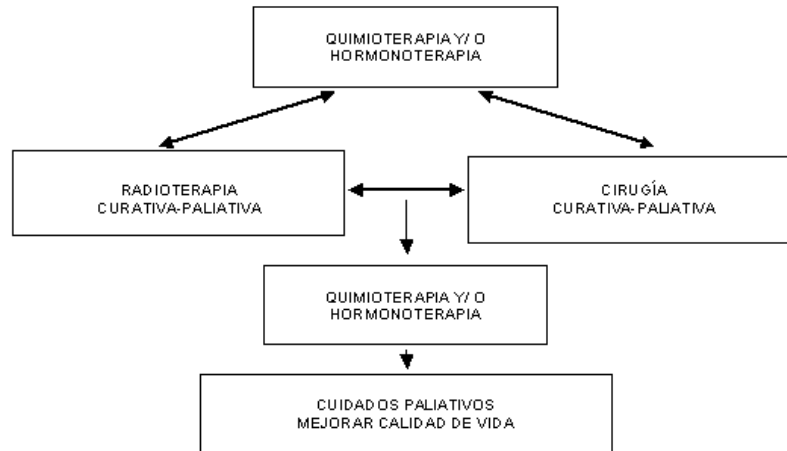 QUIMIOTERAPIA Y/ O
HORMONOTERAPIA
RADIOTERAPIA
CURATIVA-PALIATIVA
CIRUGÍA
CURATIVA-PALIATIVA
QUIMIOTERAPIA Y/ O
HORMONOTERAPIA
CUIDADOS PALIATIVOS
MEJORAR CALIDAD DE VIDA